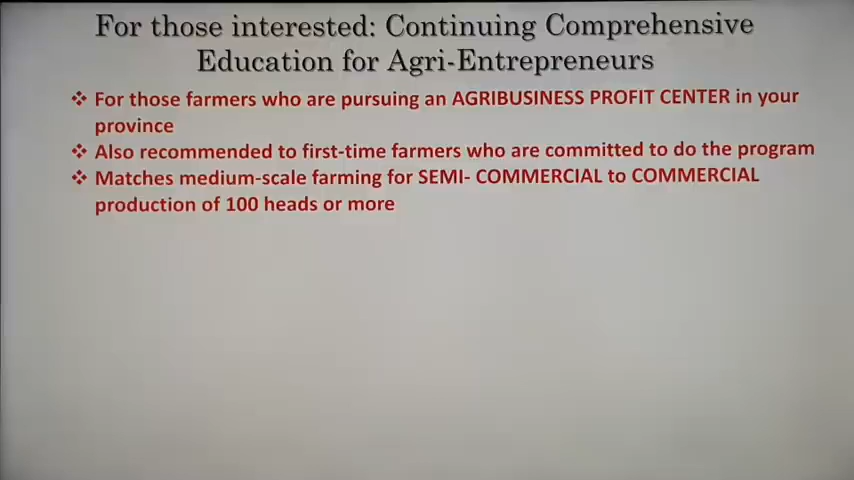 For those interested: Continuing Comprehensive
Education for Agri-Entrepreneurs
❖ For those farmers who are pursuing an AGRIBUSINESS PROFIT CENTER in your
province
❖ Also recommended to first-time farmers who are committed to do the program
❖ Matches medium-scale farming for SEMI- COMMERCIAL to COMMERCIAL
production of 100 heads or more